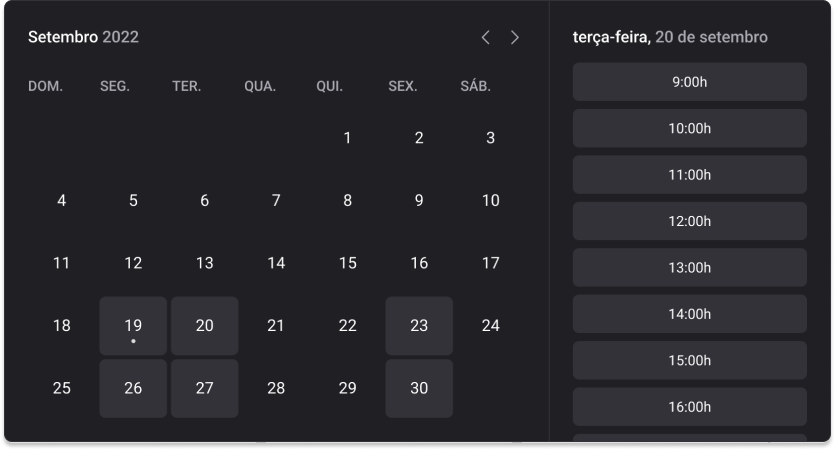 Setembro 2022
DOM. SEG. TER. QUA. QUI. SEX. SÁB.
1 2 3
4 5 6 7 8 9 10
11 12 13 14 15 16 17
18 19 20 21 22 23 24
25 26 27 28 29 30
terça-feira, 20 de setembro
9:00h
10:00h
11:00h
12:00h
13:00h
14:00h
15:00h
16:00h